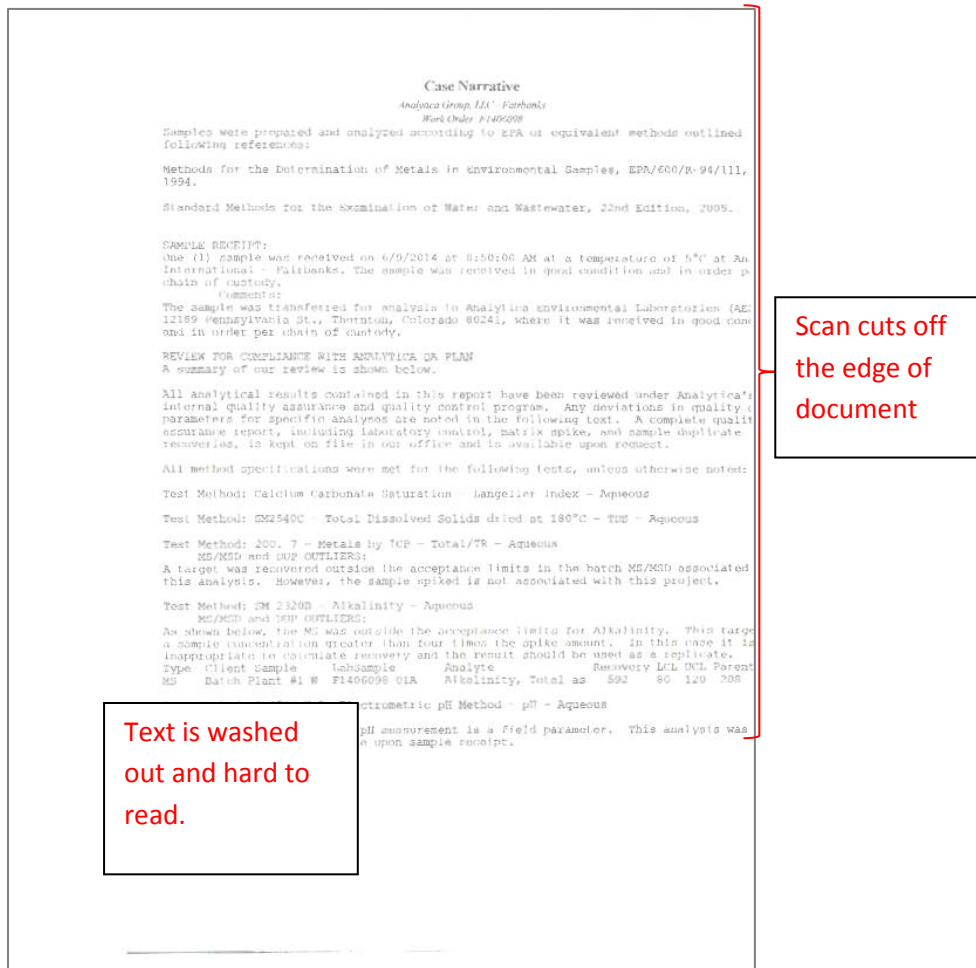 Case Narrative
Analytica Group, LLC - Fairbanks
Work Order: F1406098
Samples were prepared and analyzed according to EPA or equivalent methods outlined
following references:
Methods for the Determination of Metals in Environmental Samples, EPA/600/R-94/111,
1994.
Standard Methods for the Examination of Water and Wastewater, 22nd Edition, 2005.
SAMPLE RECEIPT:
One (1) sample was received on 6/9/2014 at 8:50:00 AM at a temperature of 5°C at An
International - Fairbanks. The sample was received in good condition and in order p
chain of custody.
Comments:
The sample was transferred for analysis to Analytica Environmental Laboratories (AE
12189 Pennsylvania St., Thornton, Colorado 80241, where it was received in good con
and in order per chain of custody.
REVIEW FOR COMPLIANCE WITH ANALYTICA QA PLAN
A summary of our review is shown below.
All analytical results contained in this report have been reviewed under Analytica's
internal quality assurance and quality control program. Any deviations in quality c
parameters for specific analyses are noted in the following text. A complete qualit
assurance report, including laboratory control, matrix spike, and sample duplicate
recoveries, is kept on file in our office and is available upon request.
All method specifications were met for the following tests, unless otherwise noted:
Test Method: Calcium Carbonate Saturation - Langelier Index - Aqueous
Test Method: SM2540C - Total Dissolved Solids dried at 180°C - TDS - Aqueous
Test Method: 200. 7 - Metals by ICP - Total/TR - Aqueous
MS/MSD and DUP OUTLIERS:
A target was recovered outside the acceptance limits in the batch MS/MSD associated
this analysis. However, the sample spiked is not associated with this project.
Test Method: SM 2320B - Alkalinity - Aqueous
MS/MSD and DUP OUTLIERS:
As shown below, the MS was outside the acceptance limits for Alkalinity. This targe
a sample concentration greater than four times the spike amount. In this case it is
inappropriate to calculate recovery and the result should be used as a replicate.
Type Client Sample LabSample Analyte Recovery LCL UCL Parent
MS Batch Plant #1 W F1406098-01A Alkalinity, Total as 592 80 120 208
Electrometric pH Method - pH - Aqueous
pH measurement is a field parameter. This analysis was
e upon sample receipt.
Scan cuts off
the edge of
document
Text is washed
out and hard to
read.